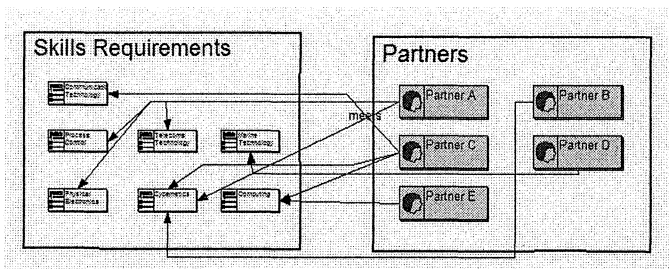 Skills Requirements
Partners
Communicati
Technology
Partner A
Partner B
meets
Process
Control
Telecoms
Technology
Marine
Technology
Partner C
Partner D
Physical
Electronics
Cybernetics
Computing
Partner E